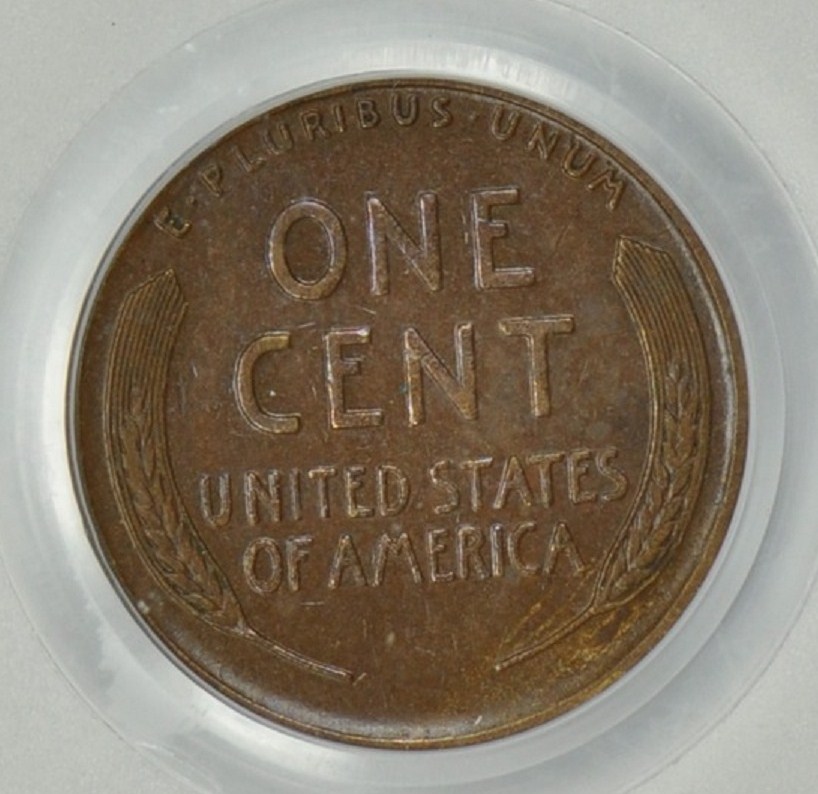 E·PLURIBUS·UNUM
ONE
CENT
UNITED STATES
OF AMERICA